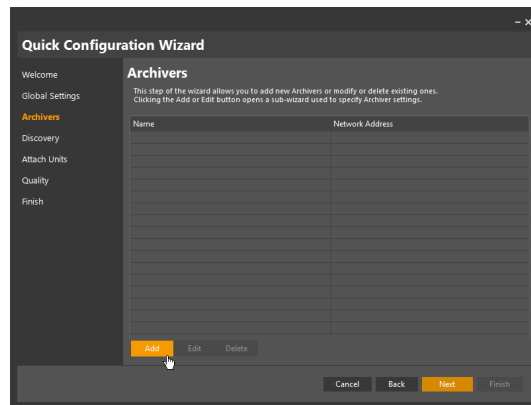 Quick Configuration Wizard
Welcome
Global Settings
Archivers
Discovery
Attach Units
Quality
Finish
Archivers
This step of the wizard allows you to add new Archivers or modify or delete existing ones.
Clicking the Add or Edit button opens a sub-wizard used to specify Archiver settings.
Name Network Address
Add Edit Delete
Cancel Back Next Finish